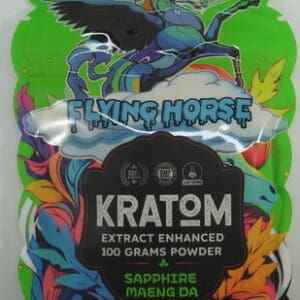 FLYING HORSE
KRATOM
EXTRACT ENHANCED
100 GRAMS POWDER
SAPPHIRE
MAENG DA